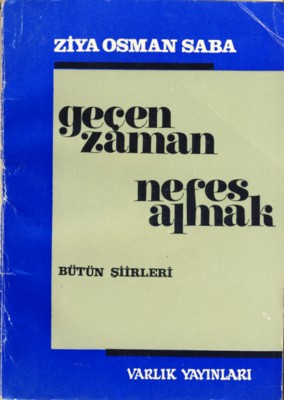 ZİYA OSMAN SABA
geçen
zaman
nefes
almak
BÜTÜN ŞİİRLERİ
VARLIK YAYINLARI